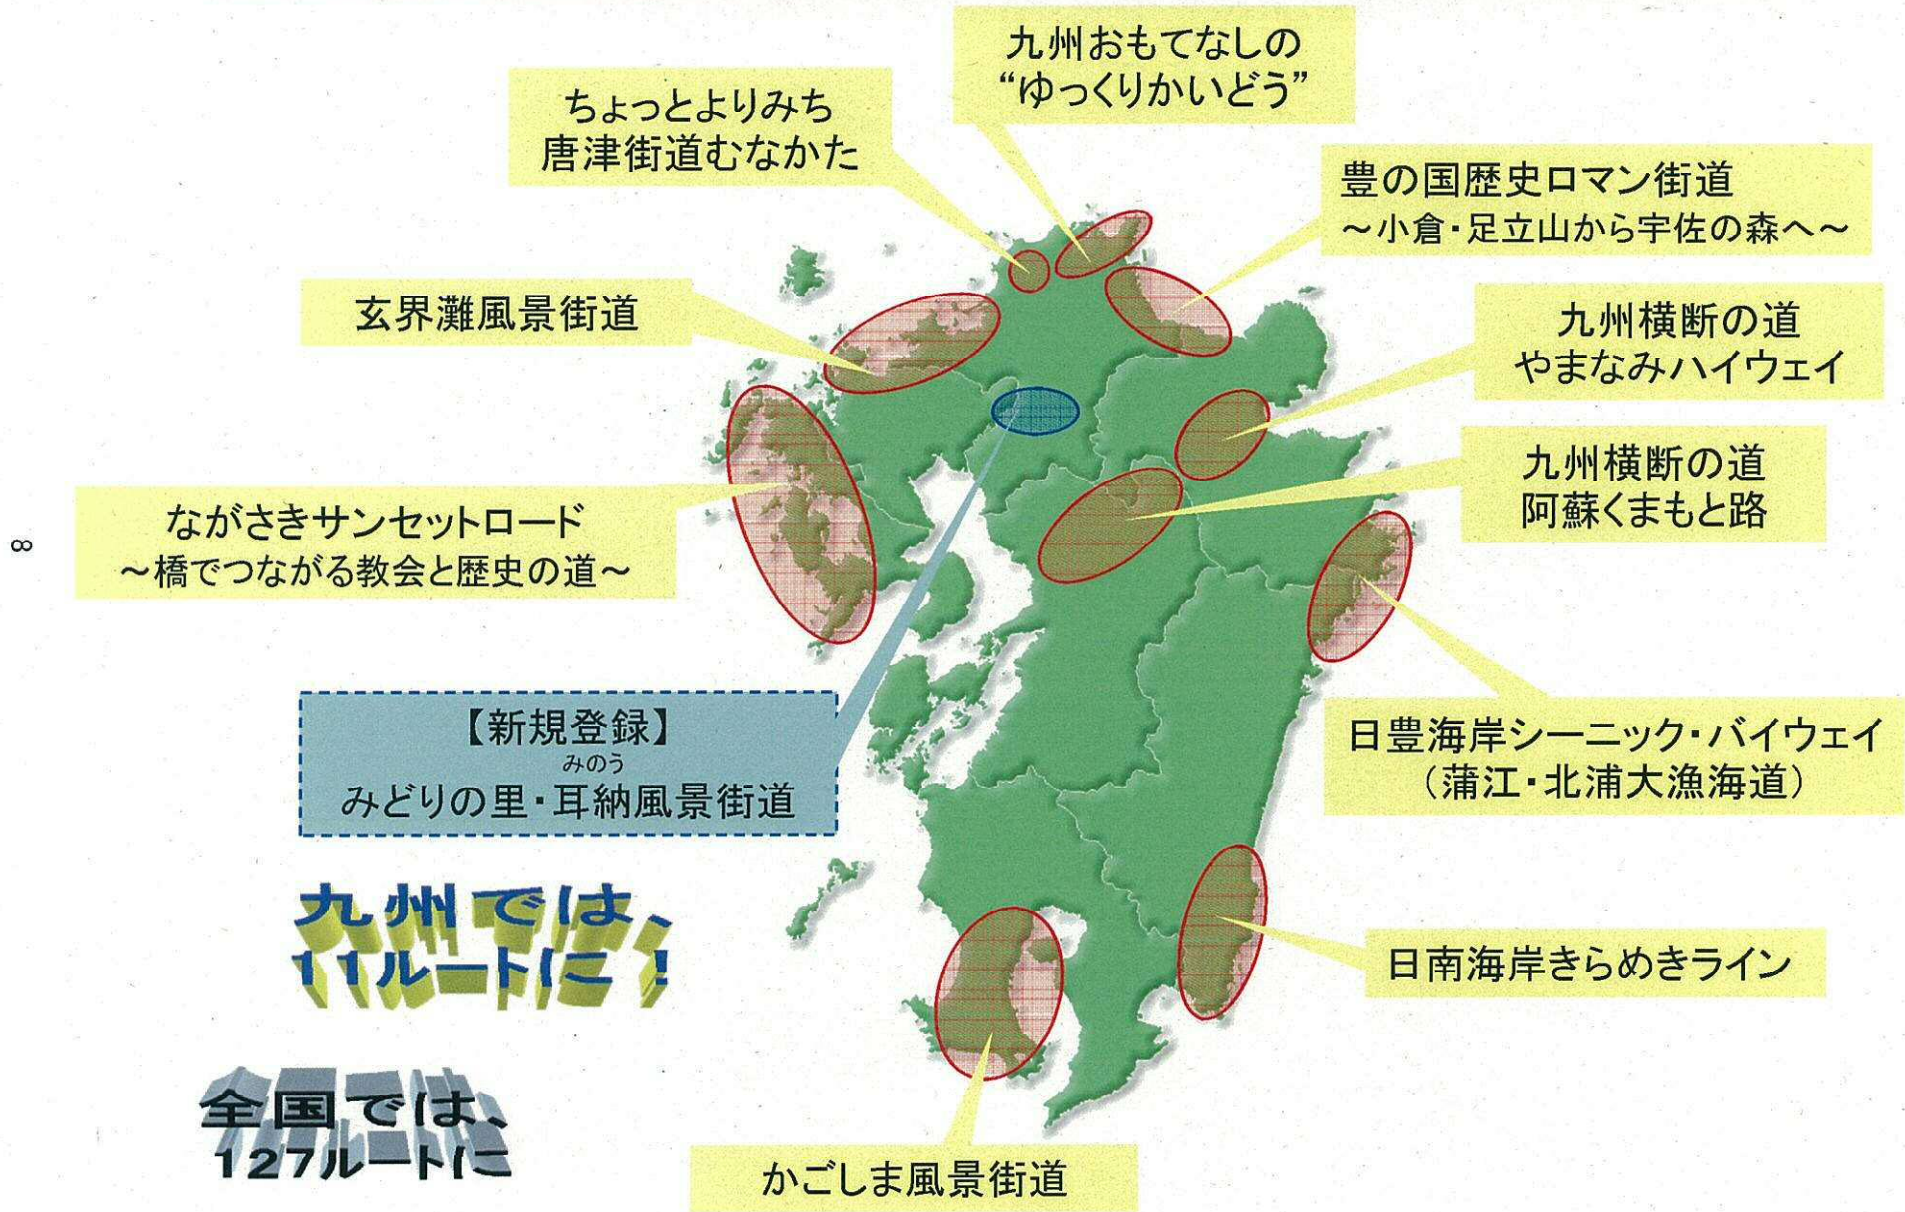 九州おもてなしの
“ゆっくりかいどう”
ちょっとよりみち
唐津街道むなかた
豊の国歴史ロマン街道
～小倉・足立山から宇佐の森へ～
玄界灘風景街道
九州横断の道
やまなみハイウェイ
九州横断の道
阿蘇くまもと路
ながさきサンセットロード
～橋でつながる教会と歴史の道～
8
【新規登録】
みのう
みどりの里・耳納風景街道
日豊海岸シーニック・バイウェイ
（蒲江・北浦大漁海道）
九州では、
11ルートに！
日南海岸きらめきライン
全国では、
127ルートに
かごしま風景街道